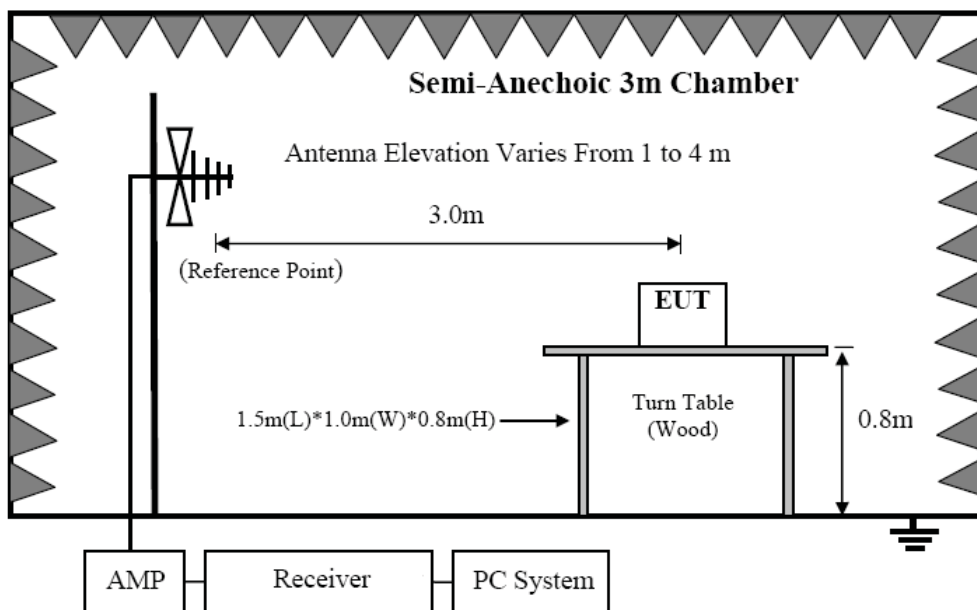 Semi-Anechoic 3m Chamber
Antenna Elevation Varies From 1 to 4 m
3.0m
(Reference Point)
EUT
1.5m(L)*1.0m(W)*0.8m(H)
Turn Table
(Wood)
0.8m
AMP
Receiver
PC System